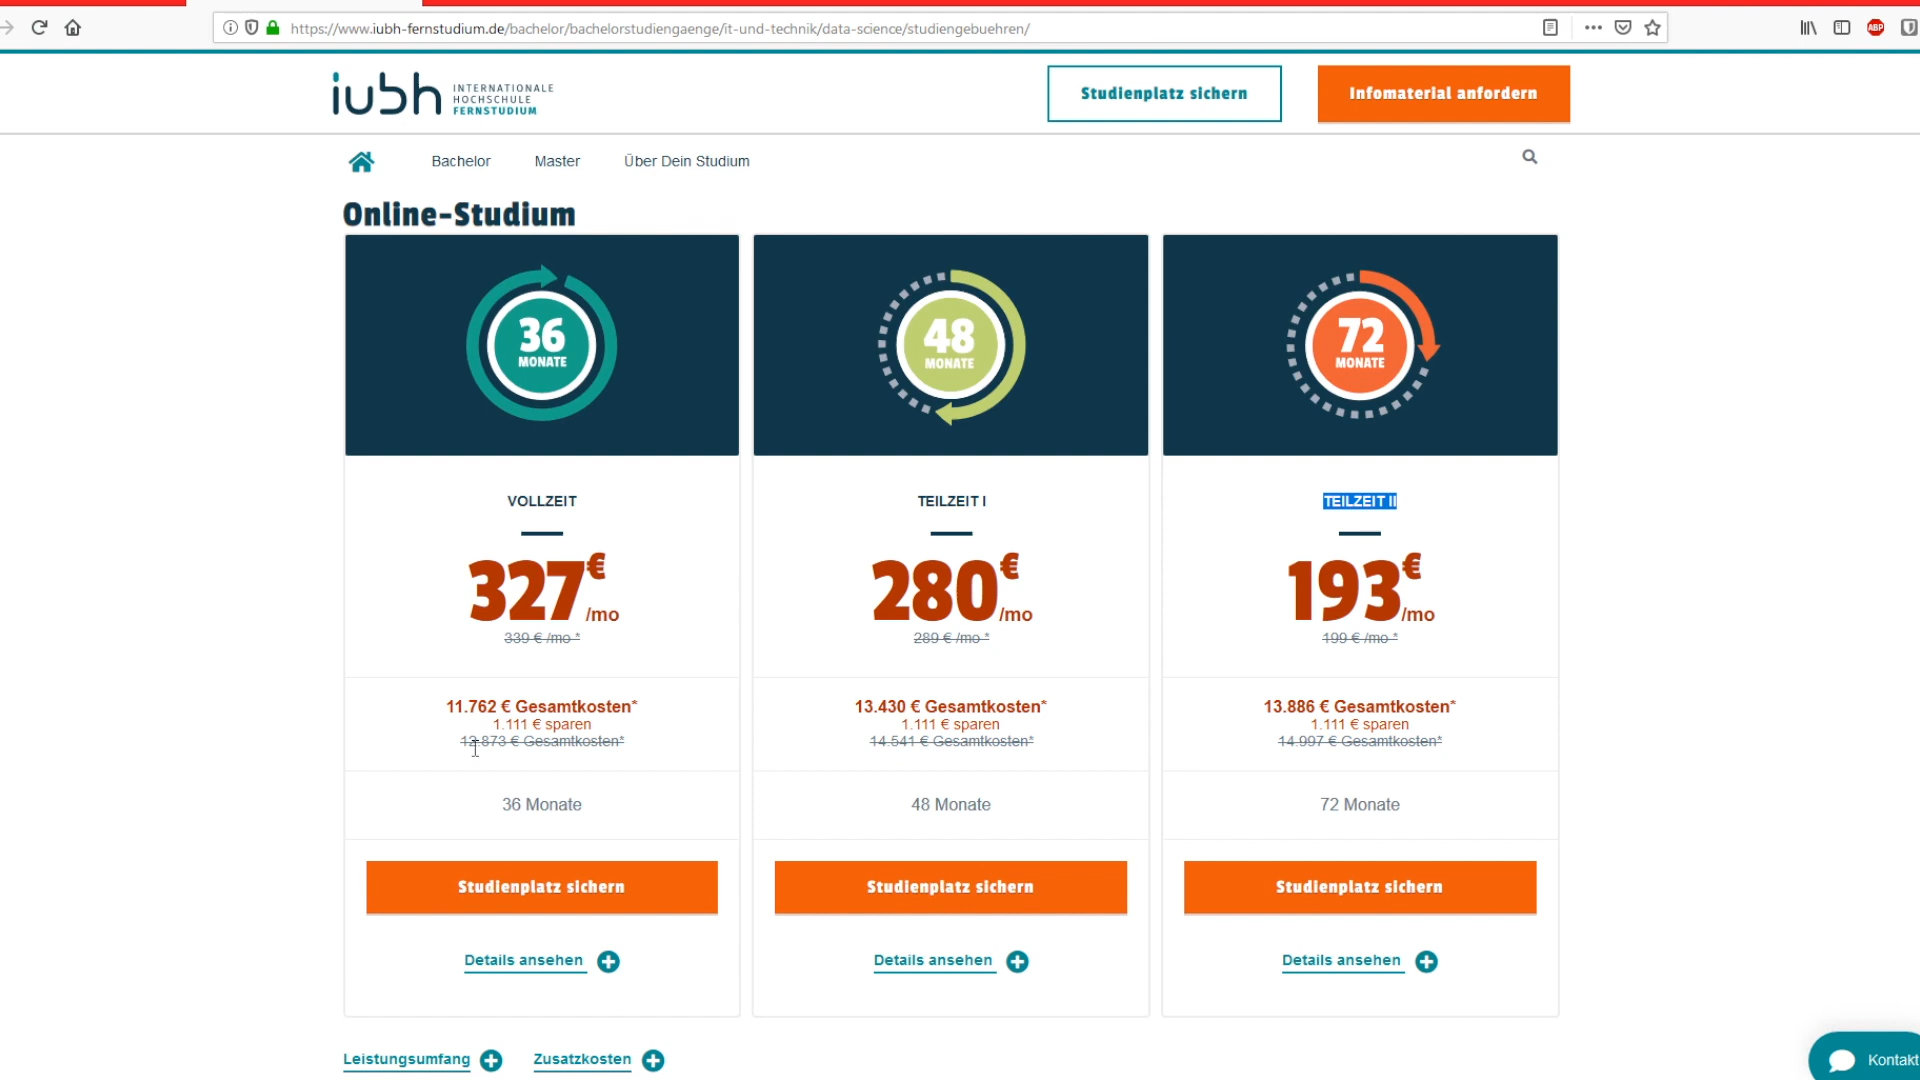 https://www.iubh-fernstudium.de/bachelor/bachelorstudiengaenge/it-und-technik/data-science/studiengebuehren/
ABP
iubh INTERNATIONALE
HOCHSCHULE
FERNSTUDIUM
Studienplatz sichern
Infomaterial anfordern
Bachelor
Master
Über Dein Studium
Online-Studium
36
MONATE
48
MONATE
72
MONATE
VOLLZEIT
TEILZEIT I
TEILZEIT II
327€/mo
280€/mo
193€/mo
339 € /mo *
289 € /mo *
199 € /mo *
11.762 € Gesamtkosten*
13.430 € Gesamtkosten*
13.886 € Gesamtkosten*
1.111 € sparen
1.111 € sparen
1.111 € sparen
12.873 € Gesamtkosten*
14.541 € Gesamtkosten*
14.997 € Gesamtkosten*
36 Monate
48 Monate
72 Monate
Studienplatz sichern
Studienplatz sichern
Studienplatz sichern
Details ansehen
Details ansehen
Details ansehen
Leistungsumfang
Zusatzkosten
Kontakt